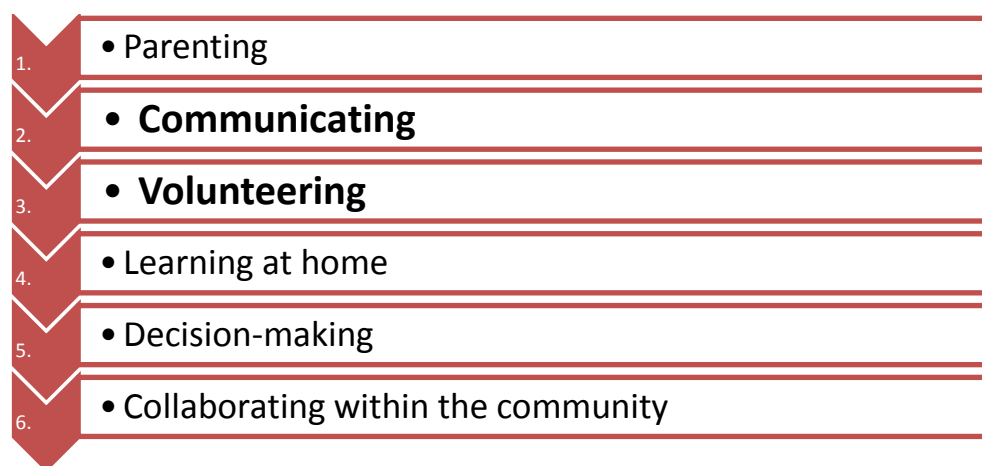 1. • Parenting
2. • Communicating
3. • Volunteering
4. • Learning at home
5. • Decision-making
6. • Collaborating within the community